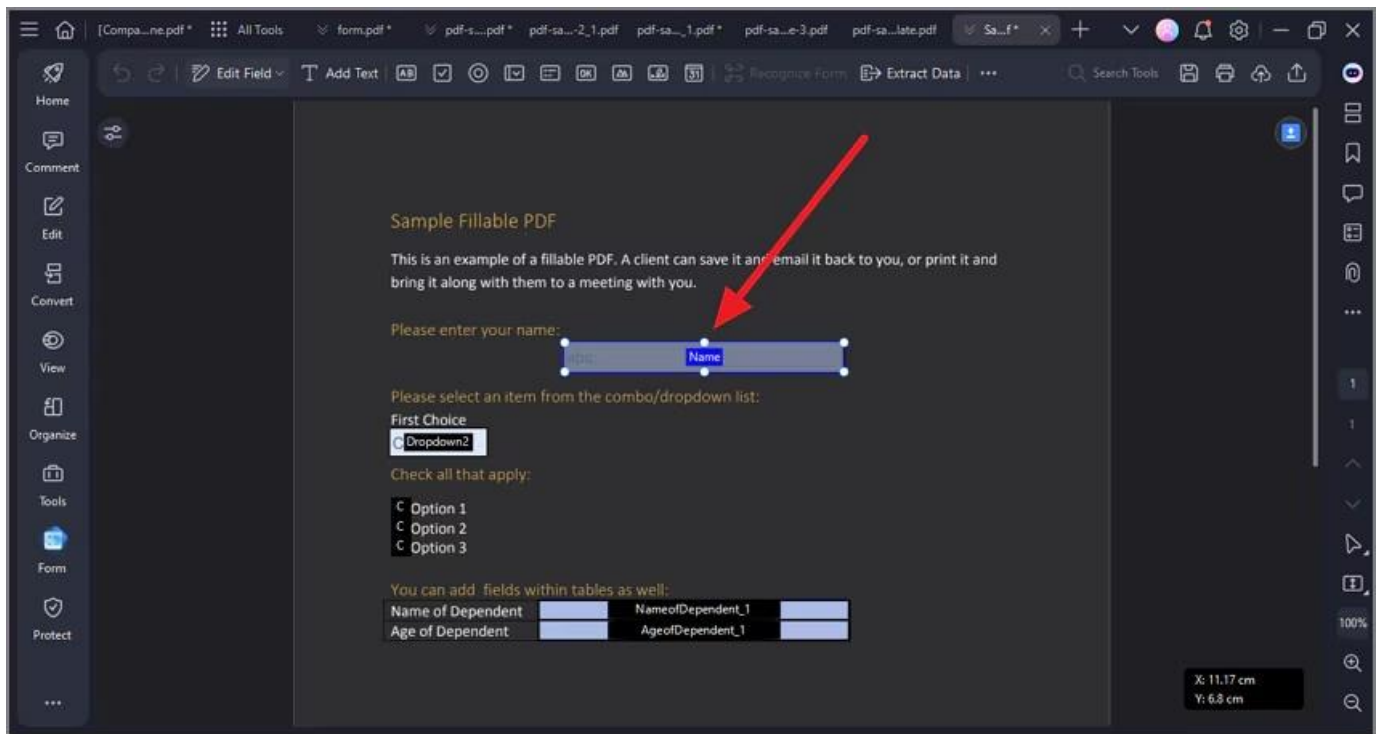 [Compa...ne.pdf * All Tools form.pdf * pdf-s....pdf * pdf-sa...-2_1.pdf pdf-sa..._1.pdf * pdf-sa...e-3.pdf pdf-sa...late.pdf Sa...f *
Edit Field Add Text AB OK 31 Recognize Form Extract Data Search Tools
Home
Comment
Edit
Convert
View
Organize
Tools
Form
Protect
Sample Fillable PDF
This is an example of a fillable PDF. A client can save it and email it back to you, or print it and
bring it along with them to a meeting with you.
Please enter your name:
Name
Please select an item from the combo/dropdown list:
First Choice
C Dropdown2
Check all that apply:
C Option 1
C Option 2
C Option 3
You can add fields within tables as well:
Name of Dependent NameofDependent_1
Age of Dependent AgeofDependent_1
1
1
100%
X: 11.17 cm
Y: 6.8 cm